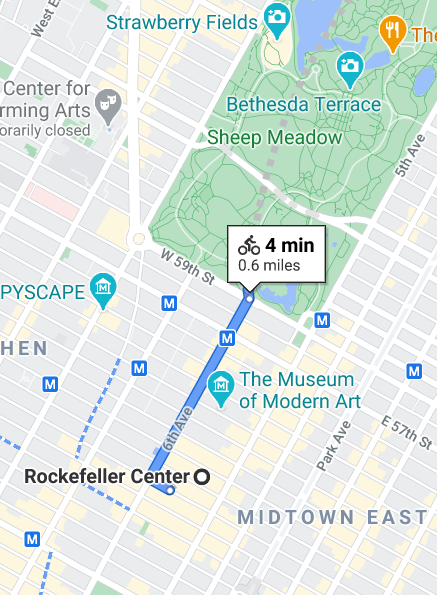 West E
Strawberry Fields
The
Center for
rming Arts
orarily closed
Bethesda Terrace
Sheep Meadow
5th Ave
4 min
0.6 miles
W 59th St
PYSCAPE
M
M
M
HEN
M
M
M
The Museum
of Modern Art
6th Ave
E 57th St
Park Ave
Rockefeller Center
MIDTOWN EAST
M